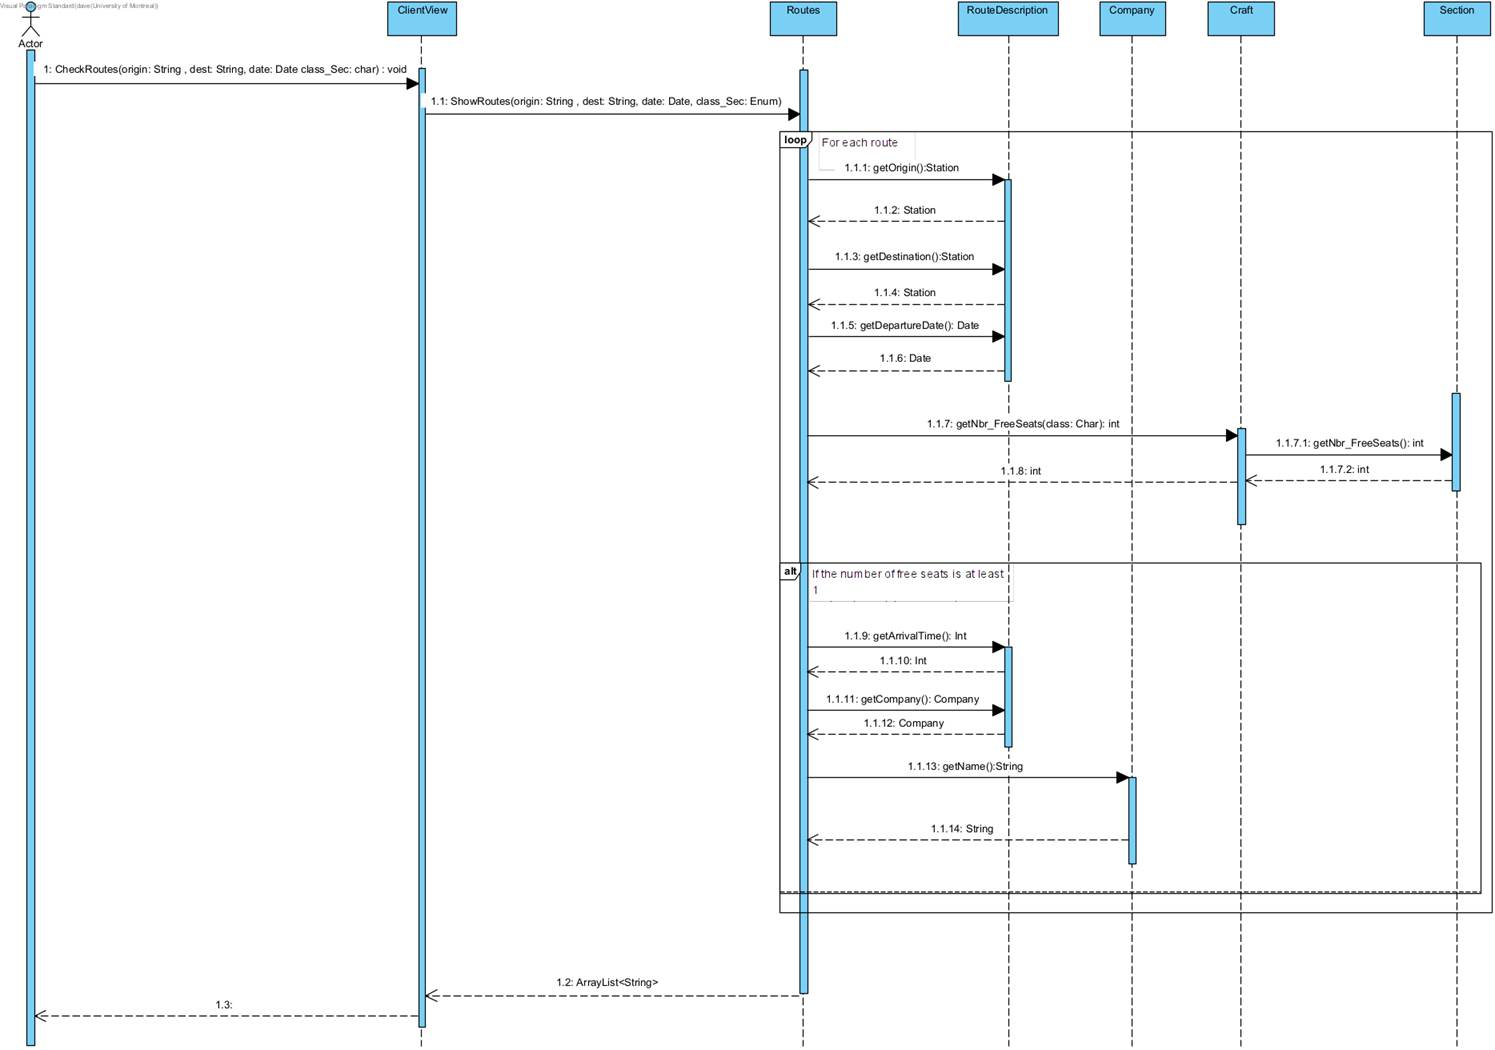 Visual Paradigm Standard(dave(University of Montreal))
Actor
ClientView
Routes
RouteDescription
Company
Craft
Section
1: CheckRoutes(origin: String , dest: String, date: Date class_Sec: char) : void
1.1: ShowRoutes(origin: String , dest: String, date: Date, class_Sec: Enum)
loop
For each route
1.1.1: getOrigin():Station
1.1.2: Station
1.1.3: getDestination():Station
1.1.4: Station
1.1.5: getDepartureDate(): Date
1.1.6: Date
1.1.7: getNbr_FreeSeats(class: Char): int
1.1.7.1: getNbr_FreeSeats(): int
1.1.7.2: int
1.1.8: int
alt
If the number of free seats is at least
1
1.1.9: getArrivalTime(): Int
1.1.10: Int
1.1.11: getCompany(): Company
1.1.12: Company
1.1.13: getName():String
1.1.14: String
1.2: ArrayList<String>
1.3: